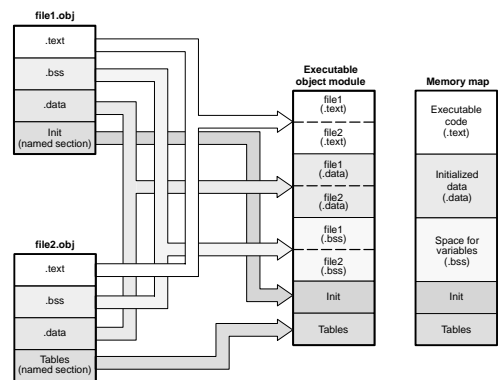 file1.obj
.text
.bss
.data
Init
(named section)
file2.obj
.text
.bss
.data
Tables
(named section)
Executable
object module
file1
(.text)
file2
(.text)
file1
(.data)
file2
(.data)
file1
(.bss)
file2
(.bss)
Init
Tables
Memory map
Executable
code
(.text)
Initialized
data
(.data)
Space for
variables
(.bss)
Init
Tables